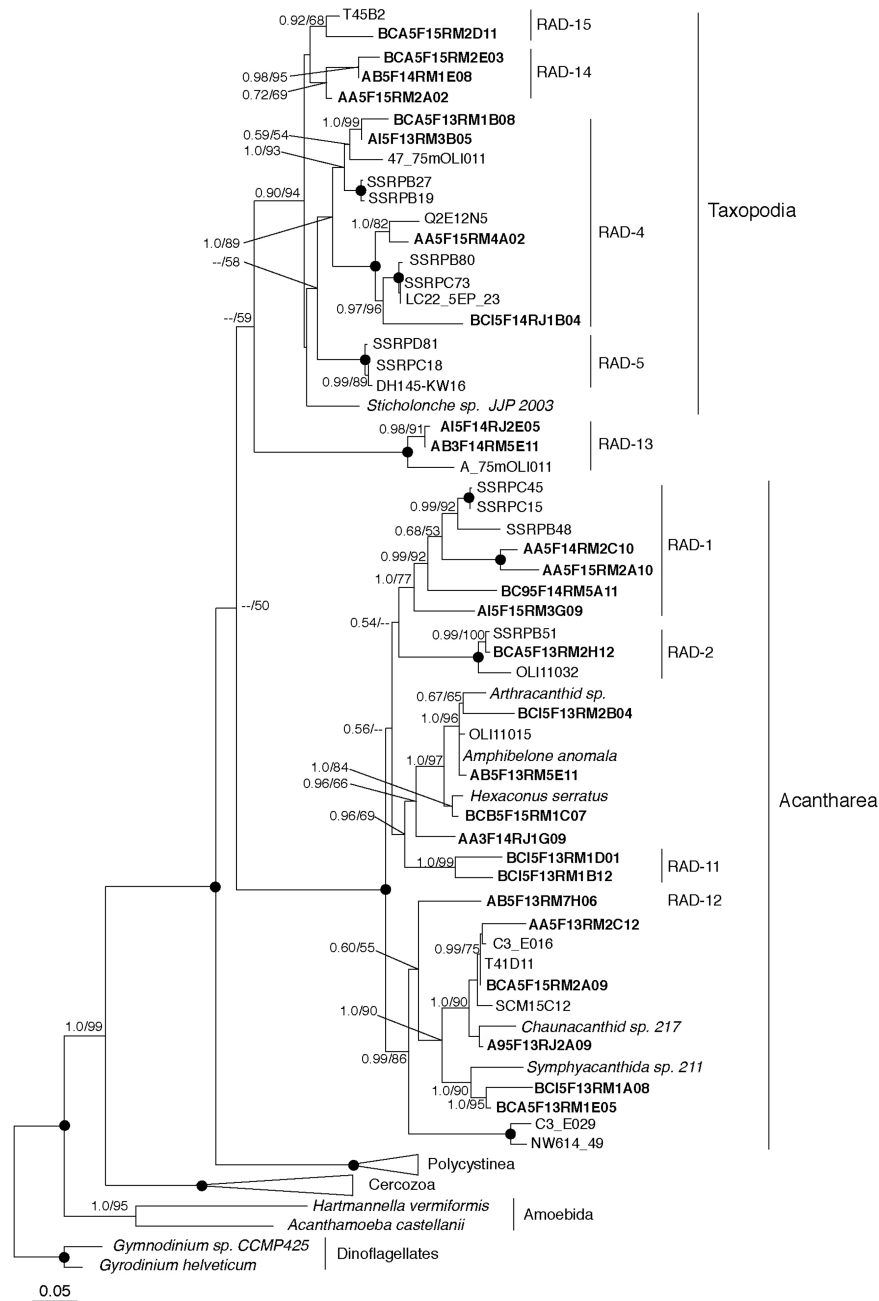 0.92/68
T45B2
BCA5F15RM2D11
RAD-15
BCA5F15RM2E03
0.98/95
AB5F14RM1E08
RAD-14
0.72/69
AA5F15RM2A02
1.0/99
BCA5F13RM1B08
0.59/54
AI5F13RM3B05
1.0/93
47_75mOLI011
SSRPB27
0.90/94
SSRPB19
Taxopodia
1.0/82
Q2E12N5
RAD-4
1.0/89
AA5F15RM4A02
--/58
SSRPB80
SSRPC73
LC22_5EP_23
0.97/96
--/59
BCI5F14RJ1B04
SSRPD81
SSRPC18
RAD-5
0.99/89
DH145-KW16
Sticholonche sp. JJP 2003
0.98/91
AI5F14RJ2E05
AB3F14RM5E11
RAD-13
A_75mOLI011
SSRPC45
0.99/92
SSRPC15
0.68/53
SSRPB48
RAD-1
0.99/92
AA5F14RM2C10
1.0/77
AA5F15RM2A10
BC95F14RM5A11
--/50
AI5F15RM3G09
0.54/--
0.99/100
SSRPB51
BCA5F13RM2H12
RAD-2
OLI11032
0.67/65
Arthracanthid sp.
1.0/96
BCI5F13RM2B04
0.56/--
OLI11015
1.0/97
Amphibelone anomala
1.0/84
AB5F13RM5E11
0.96/66
Hexaconus serratus
Acantharea
0.96/69
BCB5F15RM1C07
AA3F14RJ1G09
1.0/99
BCI5F13RM1D01
RAD-11
BCI5F13RM1B12
AB5F13RM7H06
RAD-12
AA5F13RM2C12
0.60/55
0.99/75
C3_E016
T41D11
BCA5F15RM2A09
1.0/90
1.0/90
SCM15C12
Chaunacanthid sp. 217
A95F13RJ2A09
0.99/86
Symphyacanthida sp. 211
1.0/90
BCI5F13RM1A08
1.0/95
BCA5F13RM1E05
C3_E029
NW614_49
1.0/99
Polycystinea
Cercozoa
1.0/95
Hartmannella vermiformis
Acanthamoeba castellanii
Amoebida
Gymnodinium sp. CCMP425
Gyrodinium helveticum
Dinoflagellates
0.05